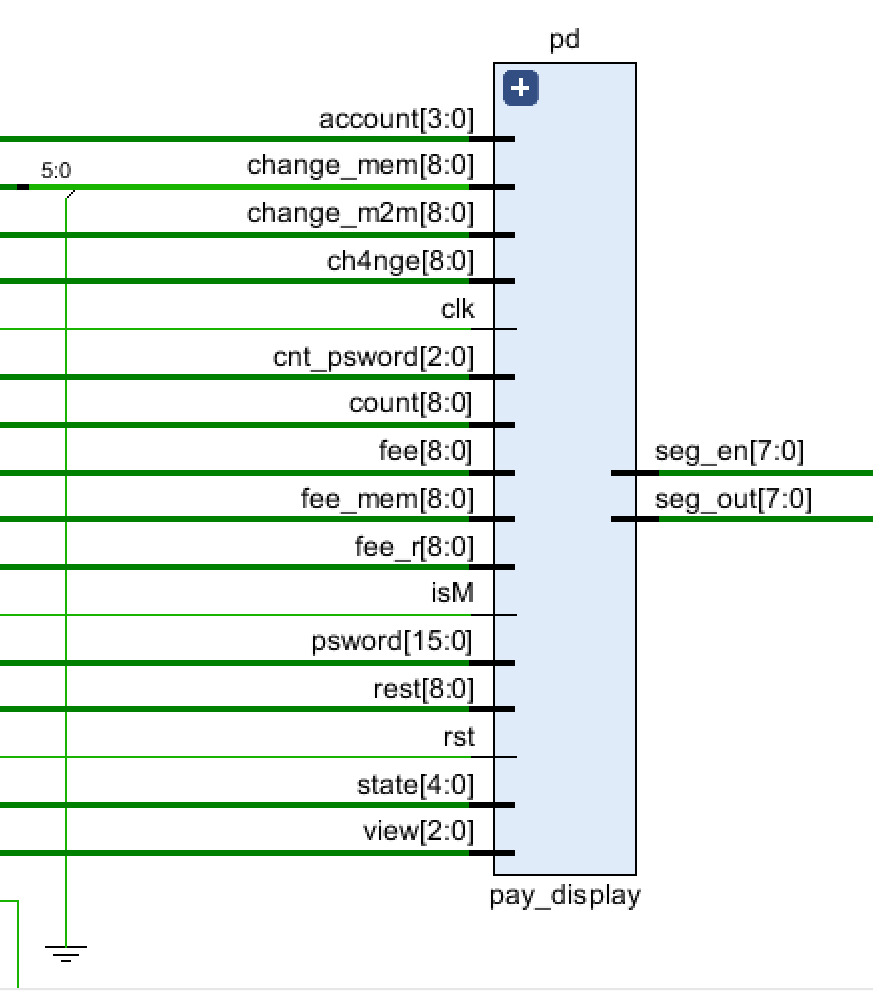 pd
account[3:0]
5:0
change_mem[8:0]
change_m2m[8:0]
ch4nge[8:0]
clk
cnt_psword[2:0]
count[8:0]
fee[8:0]
seg_en[7:0]
fee_mem[8:0]
seg_out[7:0]
fee_r[8:0]
isM
psword[15:0]
rest[8:0]
rst
state[4:0]
view[2:0]
pay_display